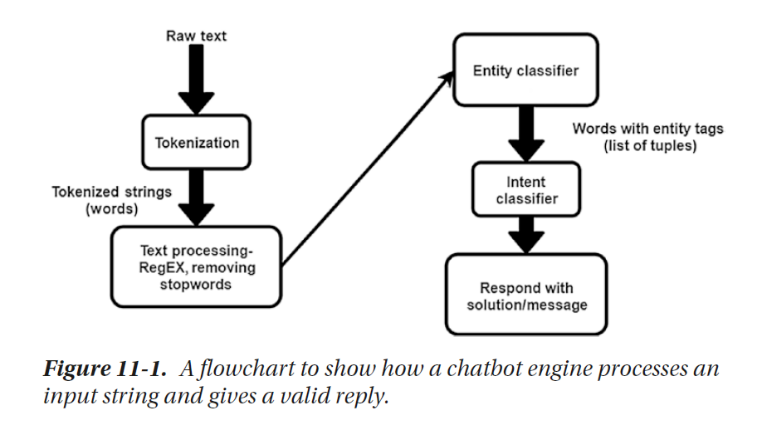 Raw text
Tokenization
Tokenized strings
(words)
Text processing-
RegEX, removing
stopwords
Entity classifier
Words with entity tags
(list of tuples)
Intent
classifier
Respond with
solution/message
Figure 11-1. A flowchart to show how a chatbot engine processes an
input string and gives a valid reply.